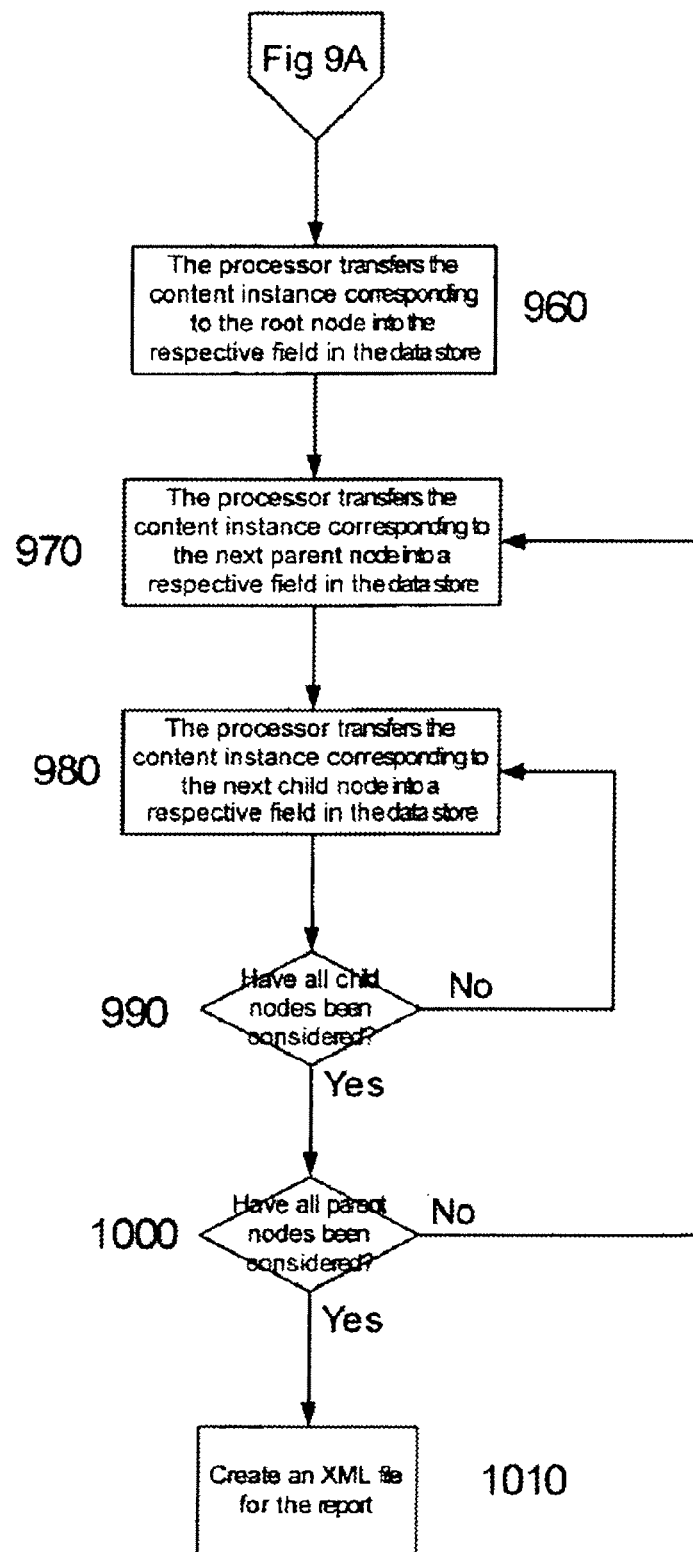 Fig 9A
The processor transfers the
content instance corresponding
to the root node into the
respective field in the data store
960
The processor transfers the
content instance corresponding to
the next parent node into a
respective field in the data store
970
The processor transfers the
content instance corresponding to
the next child node into a
respective field in the data store
980
Have all child
nodes been
considered?
990
No
Yes
Have all parent
nodes been
considered?
1000
No
Yes
Create an XML file
for the report
1010